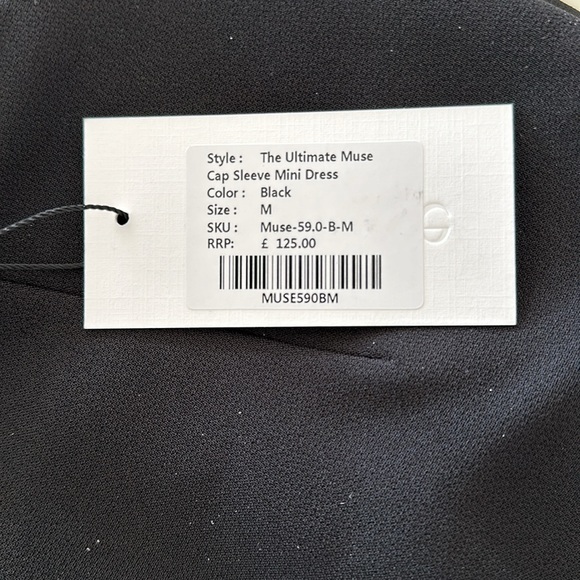 Style : The Ultimate Muse
Cap Sleeve Mini Dress
Color : Black
Size : M
SKU : Muse-59.0-B-M
RRP: £ 125.00
MUSE590BM